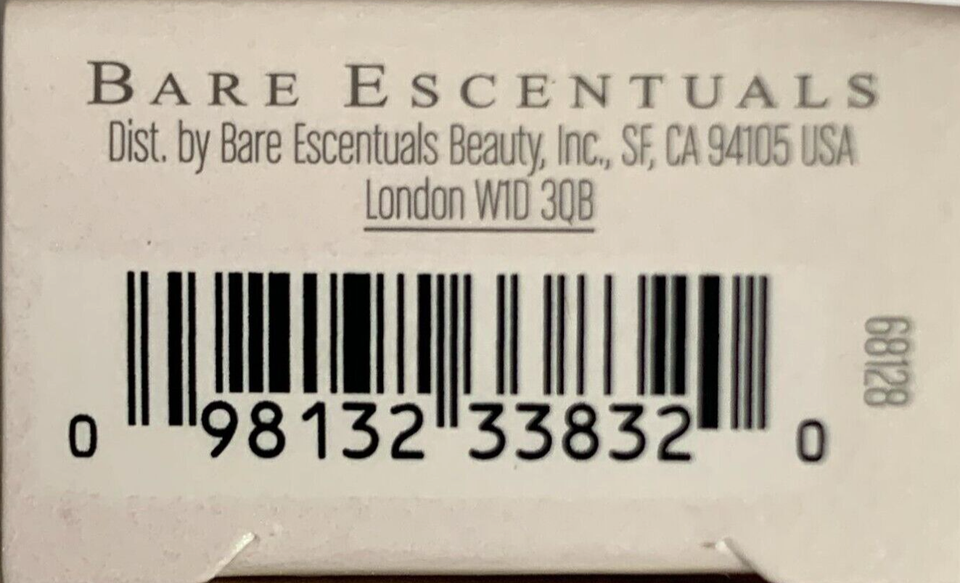 BARE ESCENTUALS
Dist. by Bare Escentuals Beauty, Inc., SF, CA 94105 USA
London W1D 3QB
0 98132 33832 0
68128